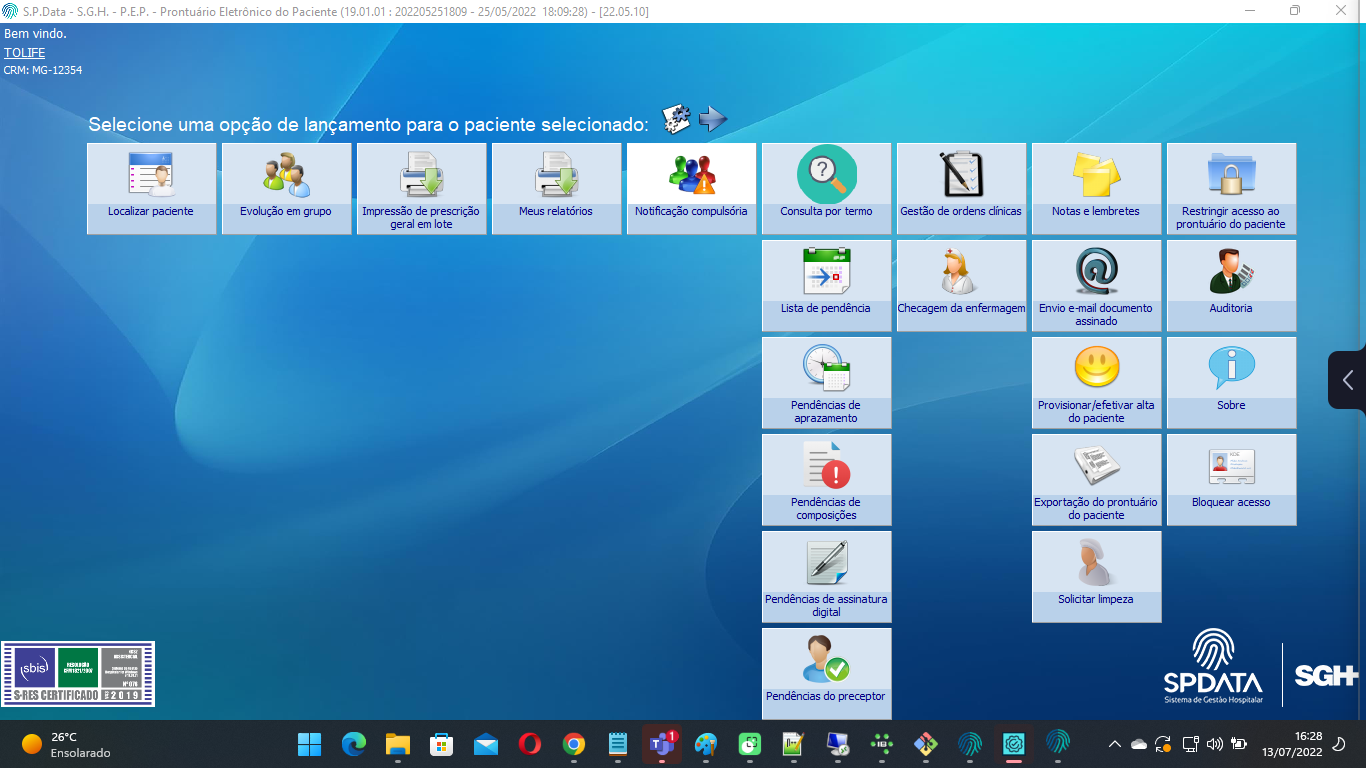 S.P.Data - S.G.H. - P.E.P. - Prontuário Eletrônico do Paciente (19.01.01 : 202205251809 - 25/05/2022 18:09:28) - [22.05.10]
Bem vindo.
TOLIFE
CRM: MG-12354
Selecione uma opção de lançamento para o paciente selecionado:
Localizar paciente
Evolução em grupo
Impressão de prescrição
geral em lote
Meus relatórios
Notificação compulsória
Consulta por termo
Gestão de ordens clínicas
Notas e lembretes
Restringir acesso ao
prontuário do paciente
Lista de pendência
Checagem da enfermagem
Envio e-mail documento
assinado
Auditoria
Pendências de
aprazamento
Provisionar/efetivar alta
do paciente
Sobre
Pendências de
composições
Exportação do prontuário
do paciente
Bloquear acesso
Pendências de assinatura
digital
Solicitar limpeza
Pendências do preceptor
sbis
RESOLUÇÃO
S-RES CERTIFICADO
2019
SPDATA
Sistema de Gestão Hospitalar
SGH
26°C
Ensolarado
1
16:28
13/07/2022